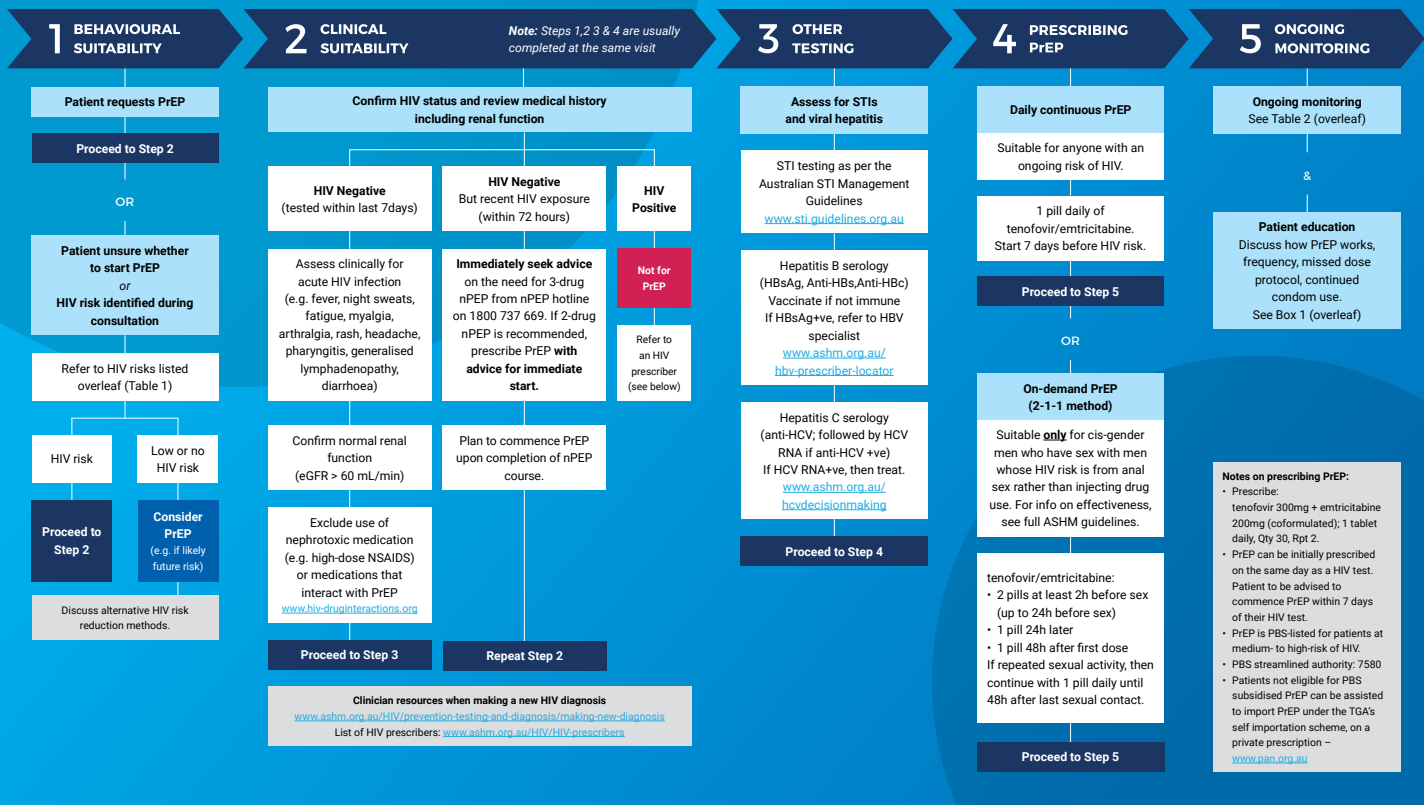 1 BEHAVIOURAL
SUITABILITY
Patient requests PrEP
Proceed to Step 2
OR
Patient unsure whether
to start PrEP
or
HIV risk identified during
consultation
Refer to HIV risks listed
overleaf (Table 1)
HIV risk
Low or no
HIV risk
Proceed to
Step 2
Consider
PrEP
(e.g. if likely
future risk)
Discuss alternative HIV risk
reduction methods.
2 CLINICAL
SUITABILITY
Note: Steps 1,2 3 & 4 are usually
completed at the same visit
Confirm HIV status and review medical history
including renal function
HIV Negative
(tested within last 7days)
Assess clinically for
acute HIV infection
(e.g. fever, night sweats,
fatigue, myalgia,
arthralgia, rash, headache,
pharyngitis, generalised
lymphadenopathy,
diarrhoea)
Confirm normal renal
function
(eGFR > 60 mL/min)
Exclude use of
nephrotoxic medication
(e.g. high-dose NSAIDS)
or medications that
interact with PrEP
www.hiv-druginteractions.org
Proceed to Step 3
HIV Negative
But recent HIV exposure
(within 72 hours)
Immediately seek advice
on the need for 3-drug
nPEP from nPEP hotline
on 1800 737 669. If 2-drug
nPEP is recommended,
prescribe PrEP with
advice for immediate
start.
Plan to commence PrEP
upon completion of nPEP
course.
Repeat Step 2
HIV
Positive
Not for
PrEP
Refer to
an HIV
prescriber
(see below)
Clinician resources when making a new HIV diagnosis
www.ashm.org.au/HIV/prevention-testing-and-diagnosis/making-new-diagnosis
List of HIV prescribers: www.ashm.org.au/HIV/HIV-prescribers
3 OTHER
TESTING
Assess for STIs
and viral hepatitis
STI testing as per the
Australian STI Management
Guidelines
www.sti.guidelines.org.au
Hepatitis B serology
(HBsAg, Anti-HBs,Anti-HBc)
Vaccinate if not immune
If HBsAg+ve, refer to HBV
specialist
www.ashm.org.au/
hbv-prescriber-locator
Hepatitis C serology
(anti-HCV; followed by HCV
RNA if anti-HCV +ve)
If HCV RNA+ve, then treat.
www.ashm.org.au/
hcvdecisionmaking
Proceed to Step 4
4 PRESCRIBING
PrEP
Daily continuous PrEP
Suitable for anyone with an
ongoing risk of HIV.
1 pill daily of
tenofovir/emtricitabine.
Start 7 days before HIV risk.
Proceed to Step 5
OR
On-demand PrEP
(2-1-1 method)
Suitable only for cis-gender
men who have sex with men
whose HIV risk is from anal
sex rather than injecting drug
use. For info on effectiveness,
see full ASHM guidelines.
tenofovir/emtricitabine:
• 2 pills at least 2h before sex
(up to 24h before sex)
• 1 pill 24h later
• 1 pill 48h after first dose
If repeated sexual activity, then
continue with 1 pill daily until
48h after last sexual contact.
Proceed to Step 5
5 ONGOING
MONITORING
Ongoing monitoring
See Table 2 (overleaf)
&
Patient education
Discuss how PrEP works,
frequency, missed dose
protocol, continued
condom use.
See Box 1 (overleaf)
Notes on prescribing PrEP:
• Prescribe:
tenofovir 300mg + emtricitabine
200mg (coformulated); 1 tablet
daily, Qty 30, Rpt 2.
• PrEP can be initially prescribed
on the same day as a HIV test.
Patient to be advised to
commence PrEP within 7 days
of their HIV test.
• PrEP is PBS-listed for patients at
medium- to high-risk of HIV.
• PBS streamlined authority: 7580
• Patients not eligible for PBS
subsidised PrEP can be assisted
to import PrEP under the TGA's
self importation scheme, on a
private prescription –
www.pan.org.au